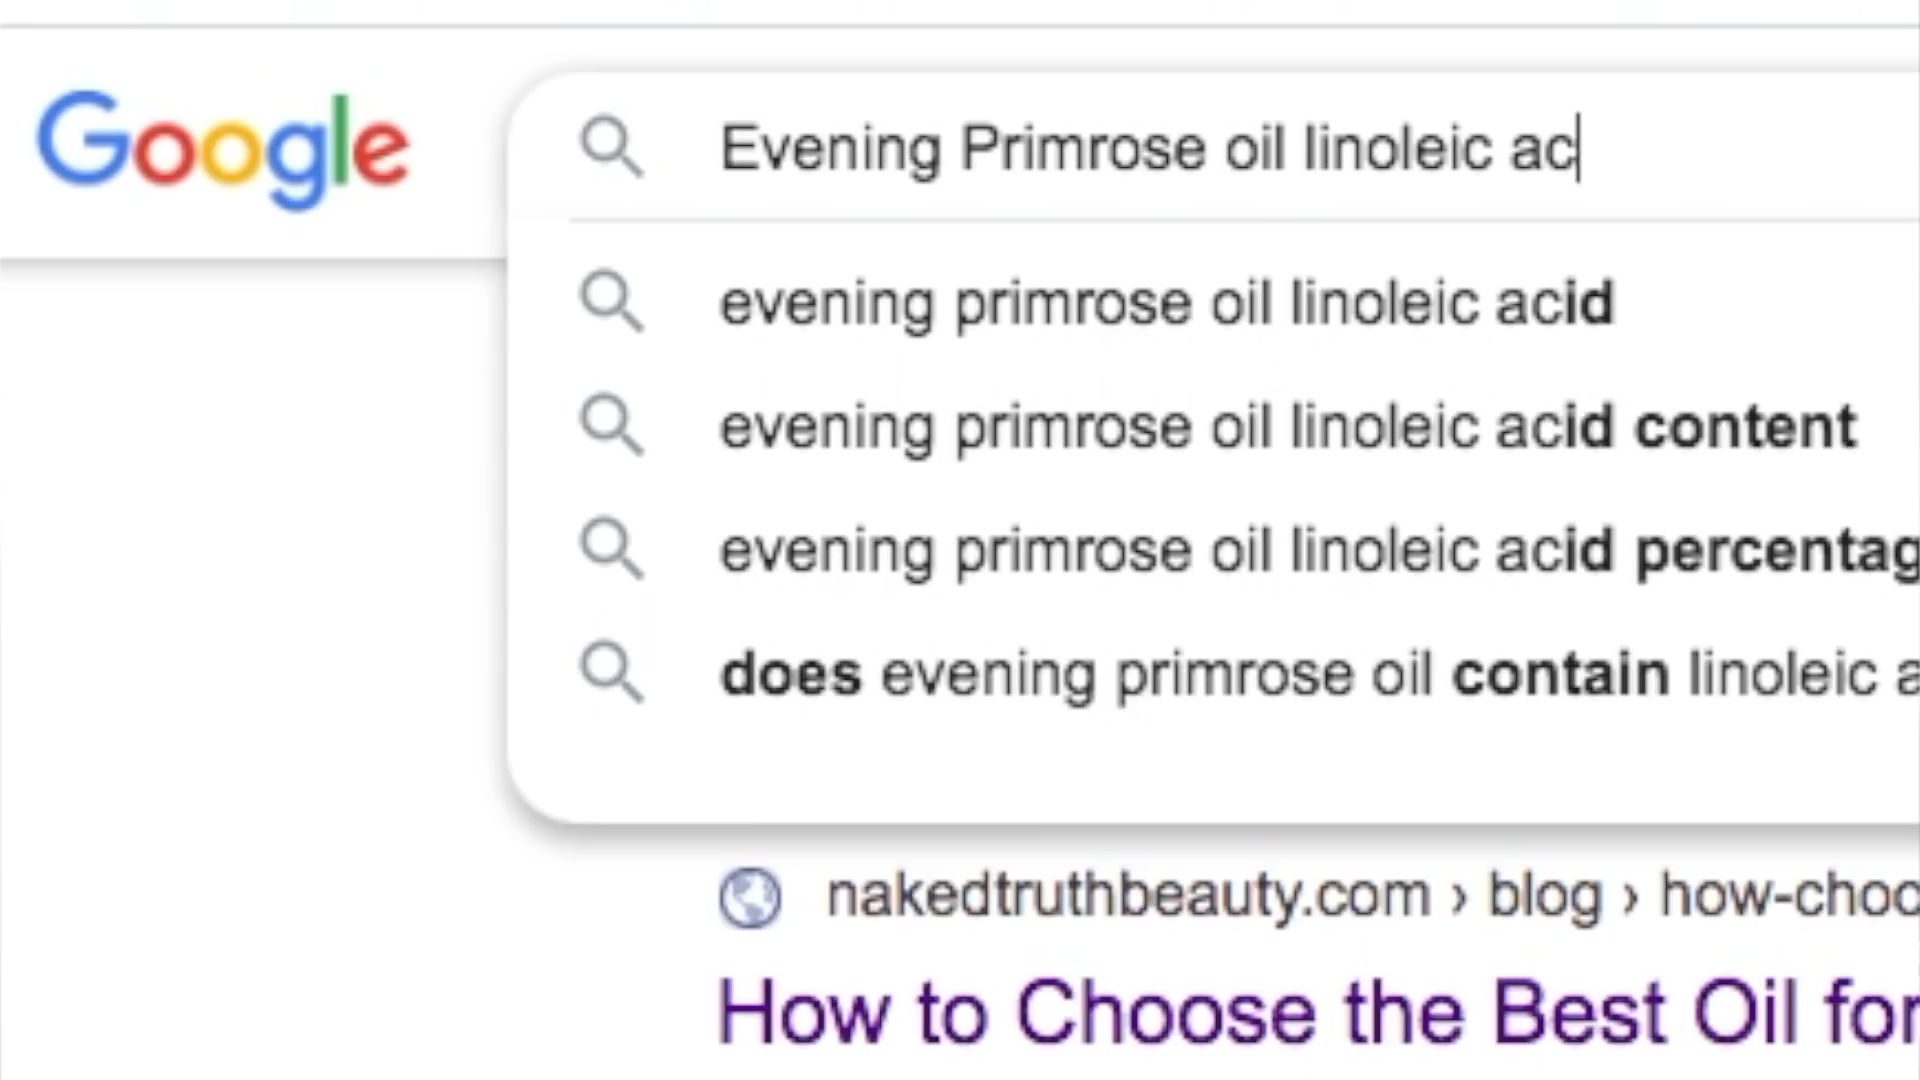 Google
Evening Primrose oil linoleic ac
evening primrose oil linoleic acid
evening primrose oil linoleic acid content
evening primrose oil linoleic acid percentag
does evening primrose oil contain linoleic a
nakedtruthbeauty.com › blog › how-choo
How to Choose the Best Oil for